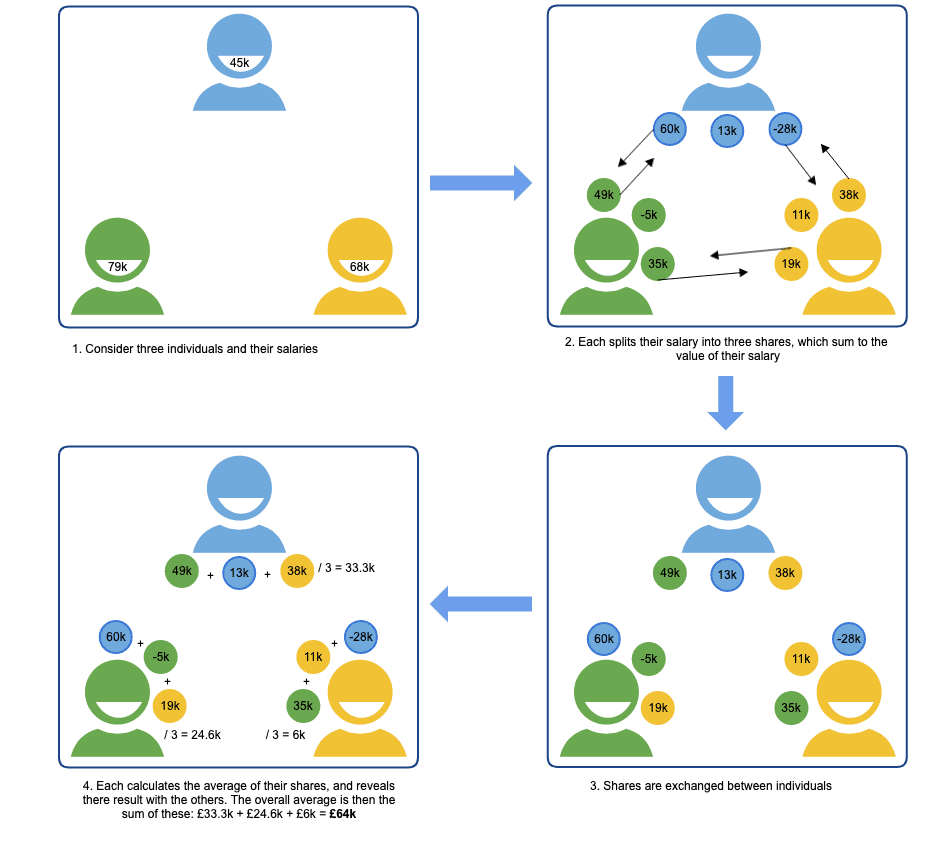 45k
79k
68k
1. Consider three individuals and their salaries
60k
13k
-28k
49k
38k
-5k
11k
35k
19k
2. Each splits their salary into three shares, which sum to the
value of their salary
49k
13k
38k
60k
-28k
-5k
11k
19k
35k
3. Shares are exchanged between individuals
49k + 13k + 38k / 3 = 33.3k
60k
+
-5k
+
19k
/ 3 = 24.6k
-28k
+
11k
+
35k
/ 3 = 6k
4. Each calculates the average of their shares, and reveals
there result with the others. The overall average is then the
sum of these: £33.3k + £24.6k + £6k = £64k